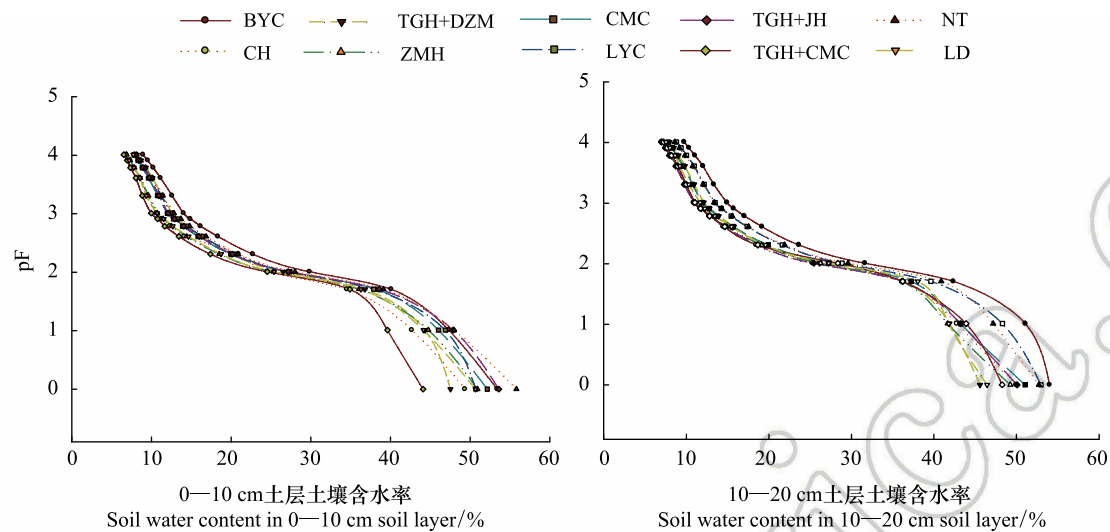 BYC TGH+DZM CMC TGH+JH NT
CH ZMH LYC TGH+CMC LD
5 5
4 4
3 3
pF
2 2
1 1
0 0
0 10 20 30 40 50 60 0 10 20 30 40 50 60
0—10 cm土层土壤含水率 10—20 cm土层土壤含水率
Soil water content in 0—10 cm soil layer/% Soil water content in 10—20 cm soil layer/%